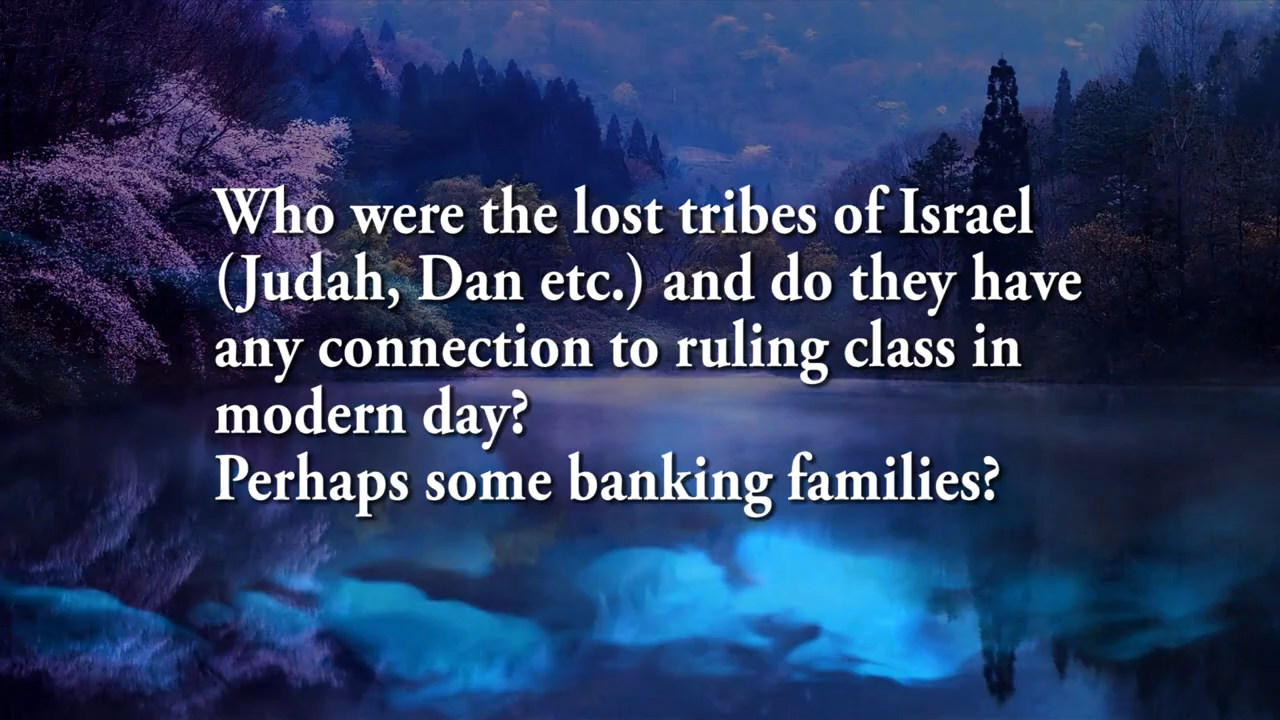 Who were the lost tribes of Israel
(Judah, Dan etc.) and do they have
any connection to ruling class in
modern day?
Perhaps some banking families?